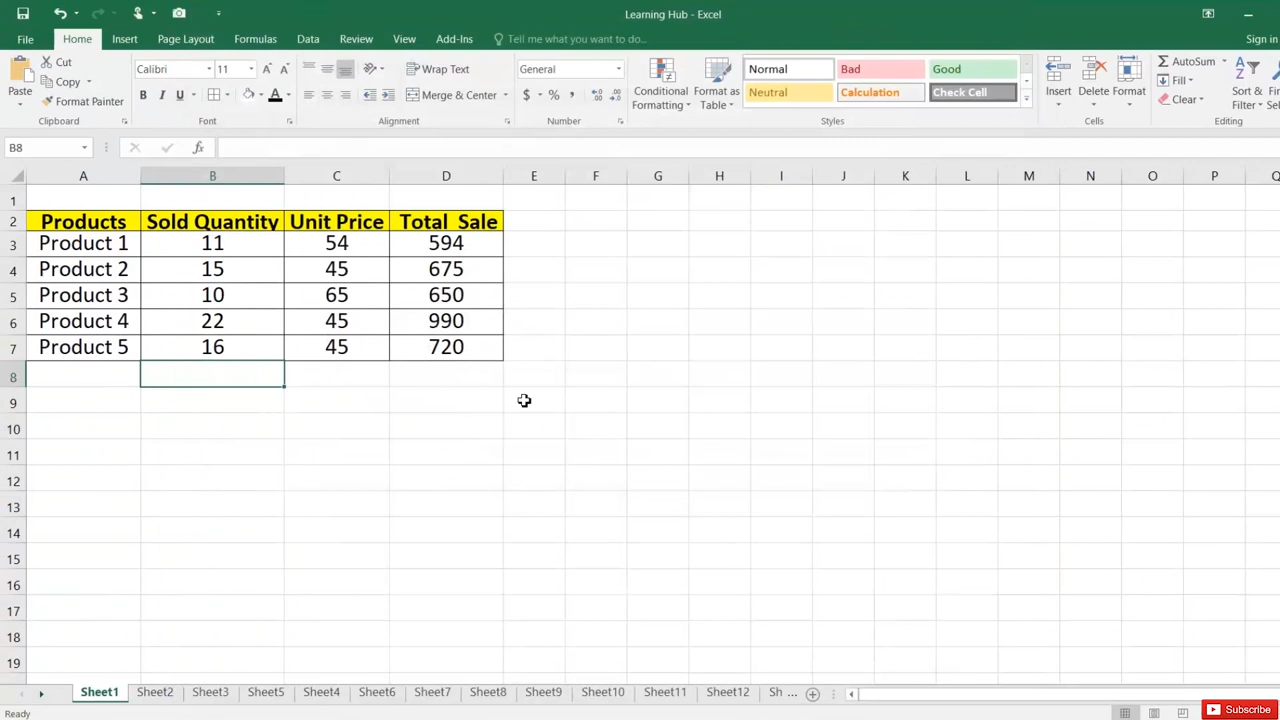 Learning Hub - Excel
File Home Insert Page Layout Formulas Data Review View Add-Ins Tell me what you want to do... Sign in
Cut
Copy
Format Painter
Paste
Clipboard
Calibri 11
B I U A
Font
Wrap Text
Merge & Center
Alignment
General
$ % ,
Number
Conditional Formatting
Format as Table
Normal Bad Good
Neutral Calculation Check Cell
Styles
Insert Delete Format
Cells
AutoSum
Fill
Clear
Sort &
Filter
Editing
B8 fx
A B C D E F G H I J K L M N O P Q
1
2 Products Sold Quantity Unit Price Total Sale
3 Product 1 11 54 594
4 Product 2 15 45 675
5 Product 3 10 65 650
6 Product 4 22 45 990
7 Product 5 16 45 720
8
9
10
11
12
13
14
15
16
17
18
19
Sheet1 Sheet2 Sheet3 Sheet5 Sheet4 Sheet6 Sheet7 Sheet8 Sheet9 Sheet10 Sheet11 Sheet12 Sh ...
Ready
Subscribe